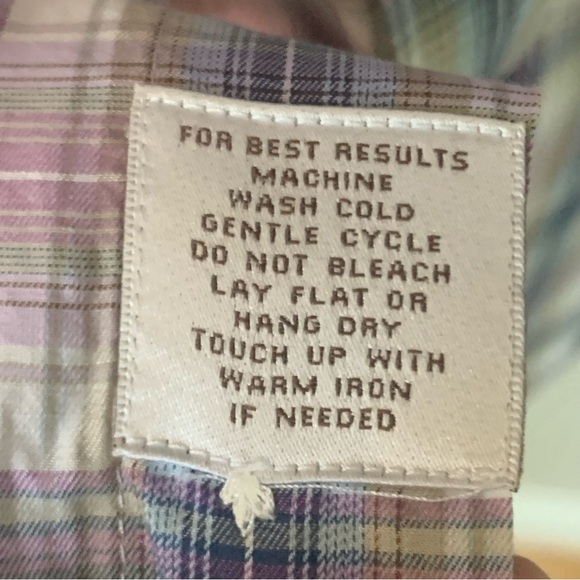 FOR BEST RESULTS
MACHINE
WASH COLD
GENTLE CYCLE
DO NOT BLEACH
LAY FLAT OR
HANG DRY
TOUCH UP WITH
WARM IRON
IF NEEDED